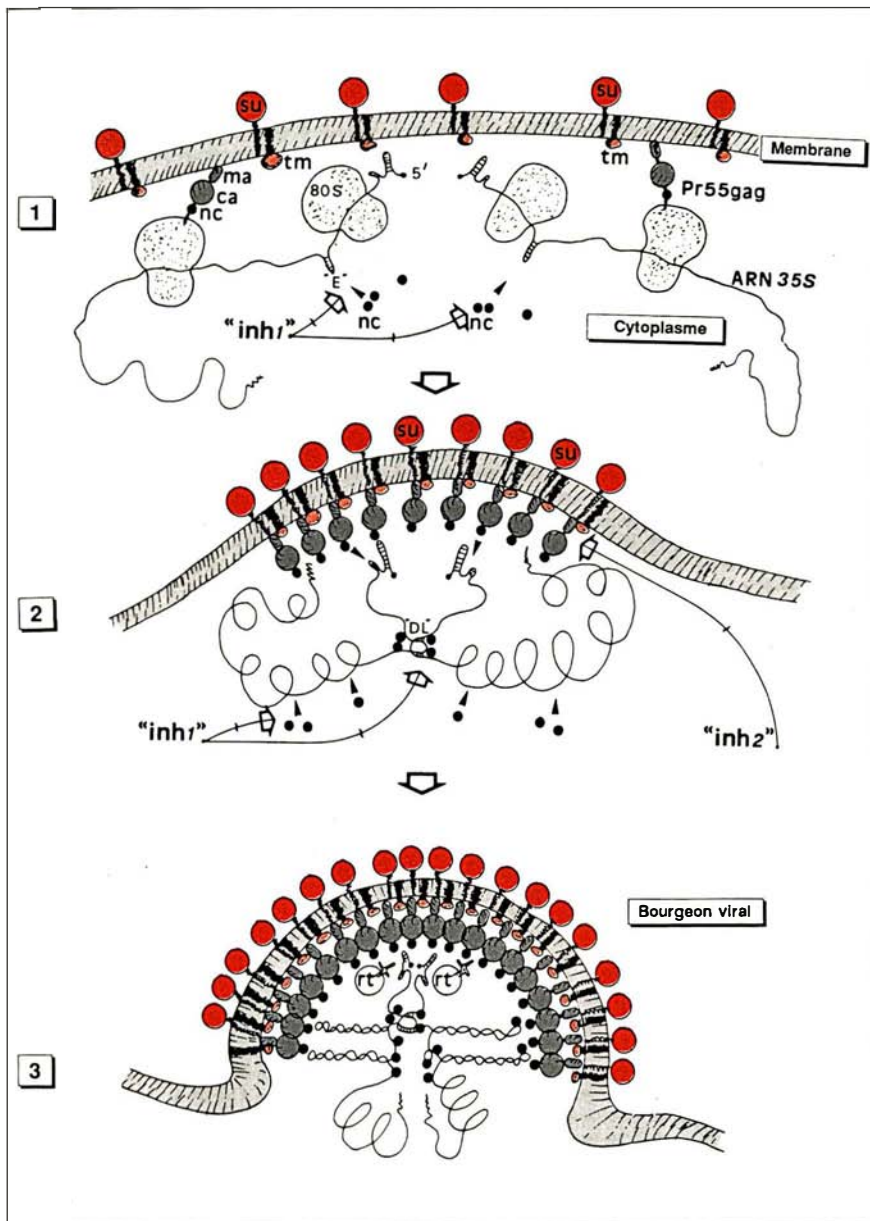 su
su
Membrane
tm
tm
ma
ca
nc
80S
5'
Pr55gag
1
"E"
ARN 35S
nc
nc
«inh1»
Cytoplasme
su
su
2
"DL"
«inh1»
«inh2»
Bourgeon viral
rt
rt
3